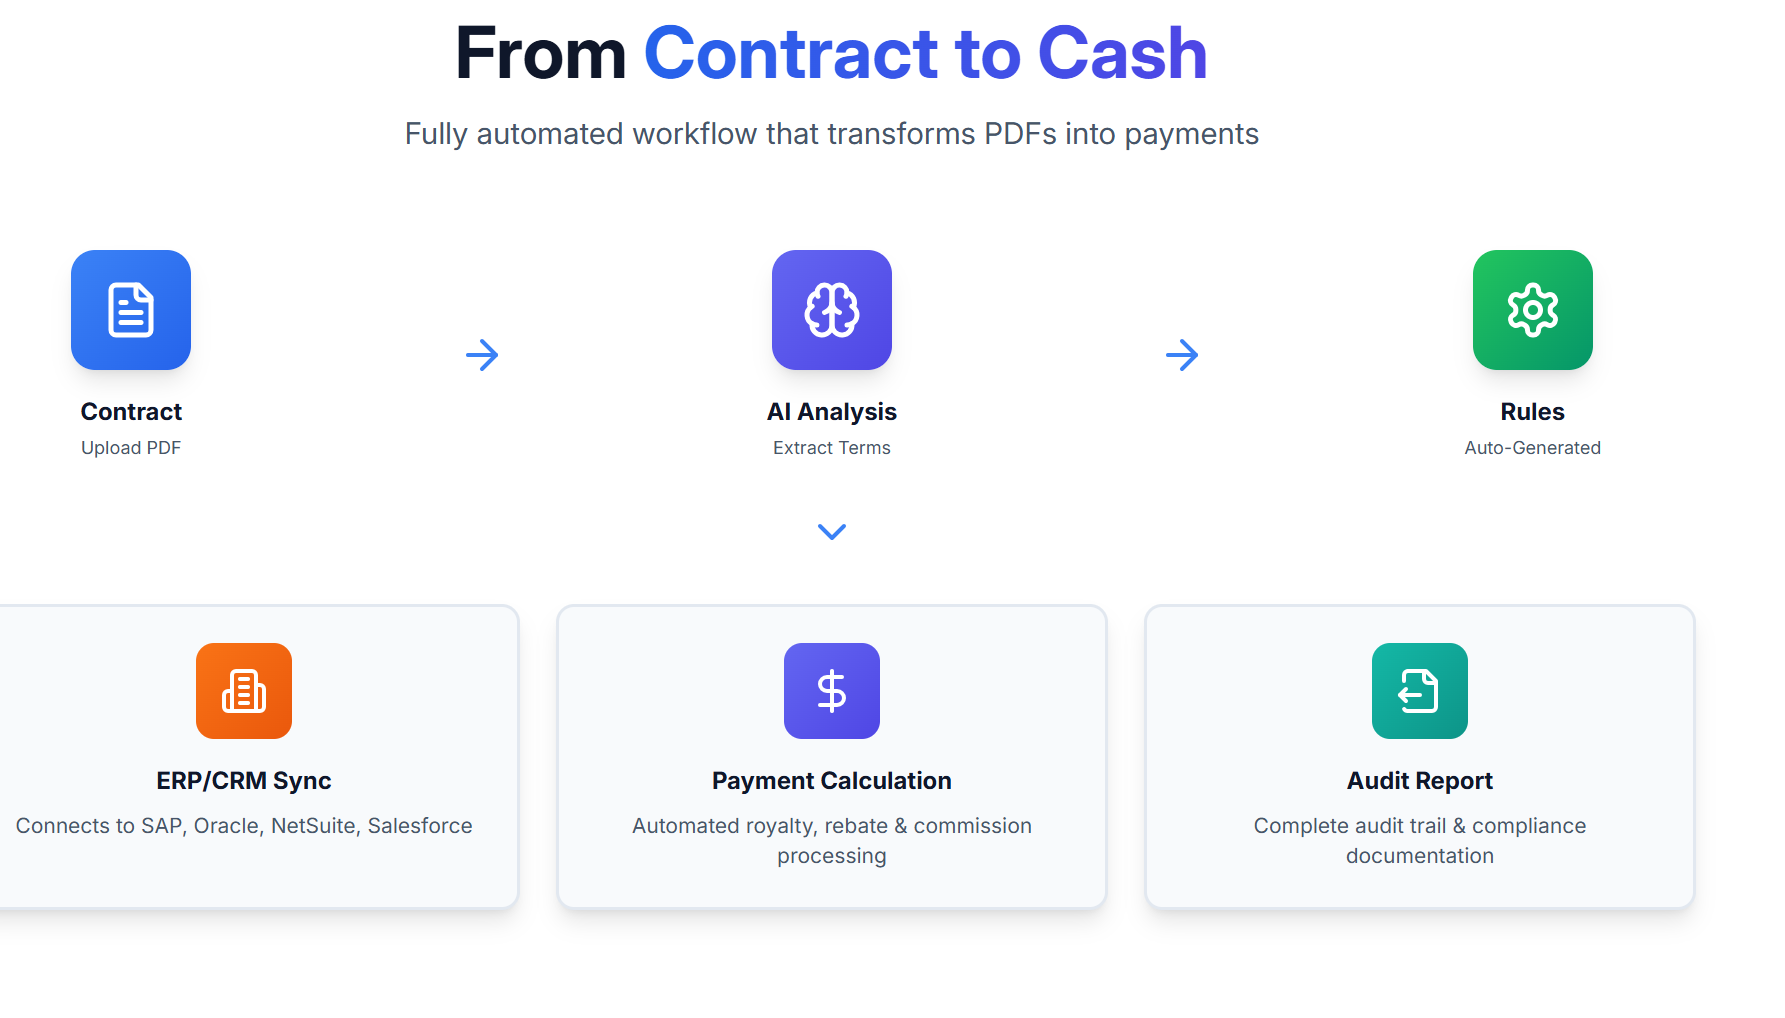 From Contract to Cash
Fully automated workflow that transforms PDFs into payments
Contract
Upload PDF
AI Analysis
Extract Terms
Rules
Auto-Generated
ERP/CRM Sync
Connects to SAP, Oracle, NetSuite, Salesforce
Payment Calculation
Automated royalty, rebate & commission
processing
Audit Report
Complete audit trail & compliance
documentation